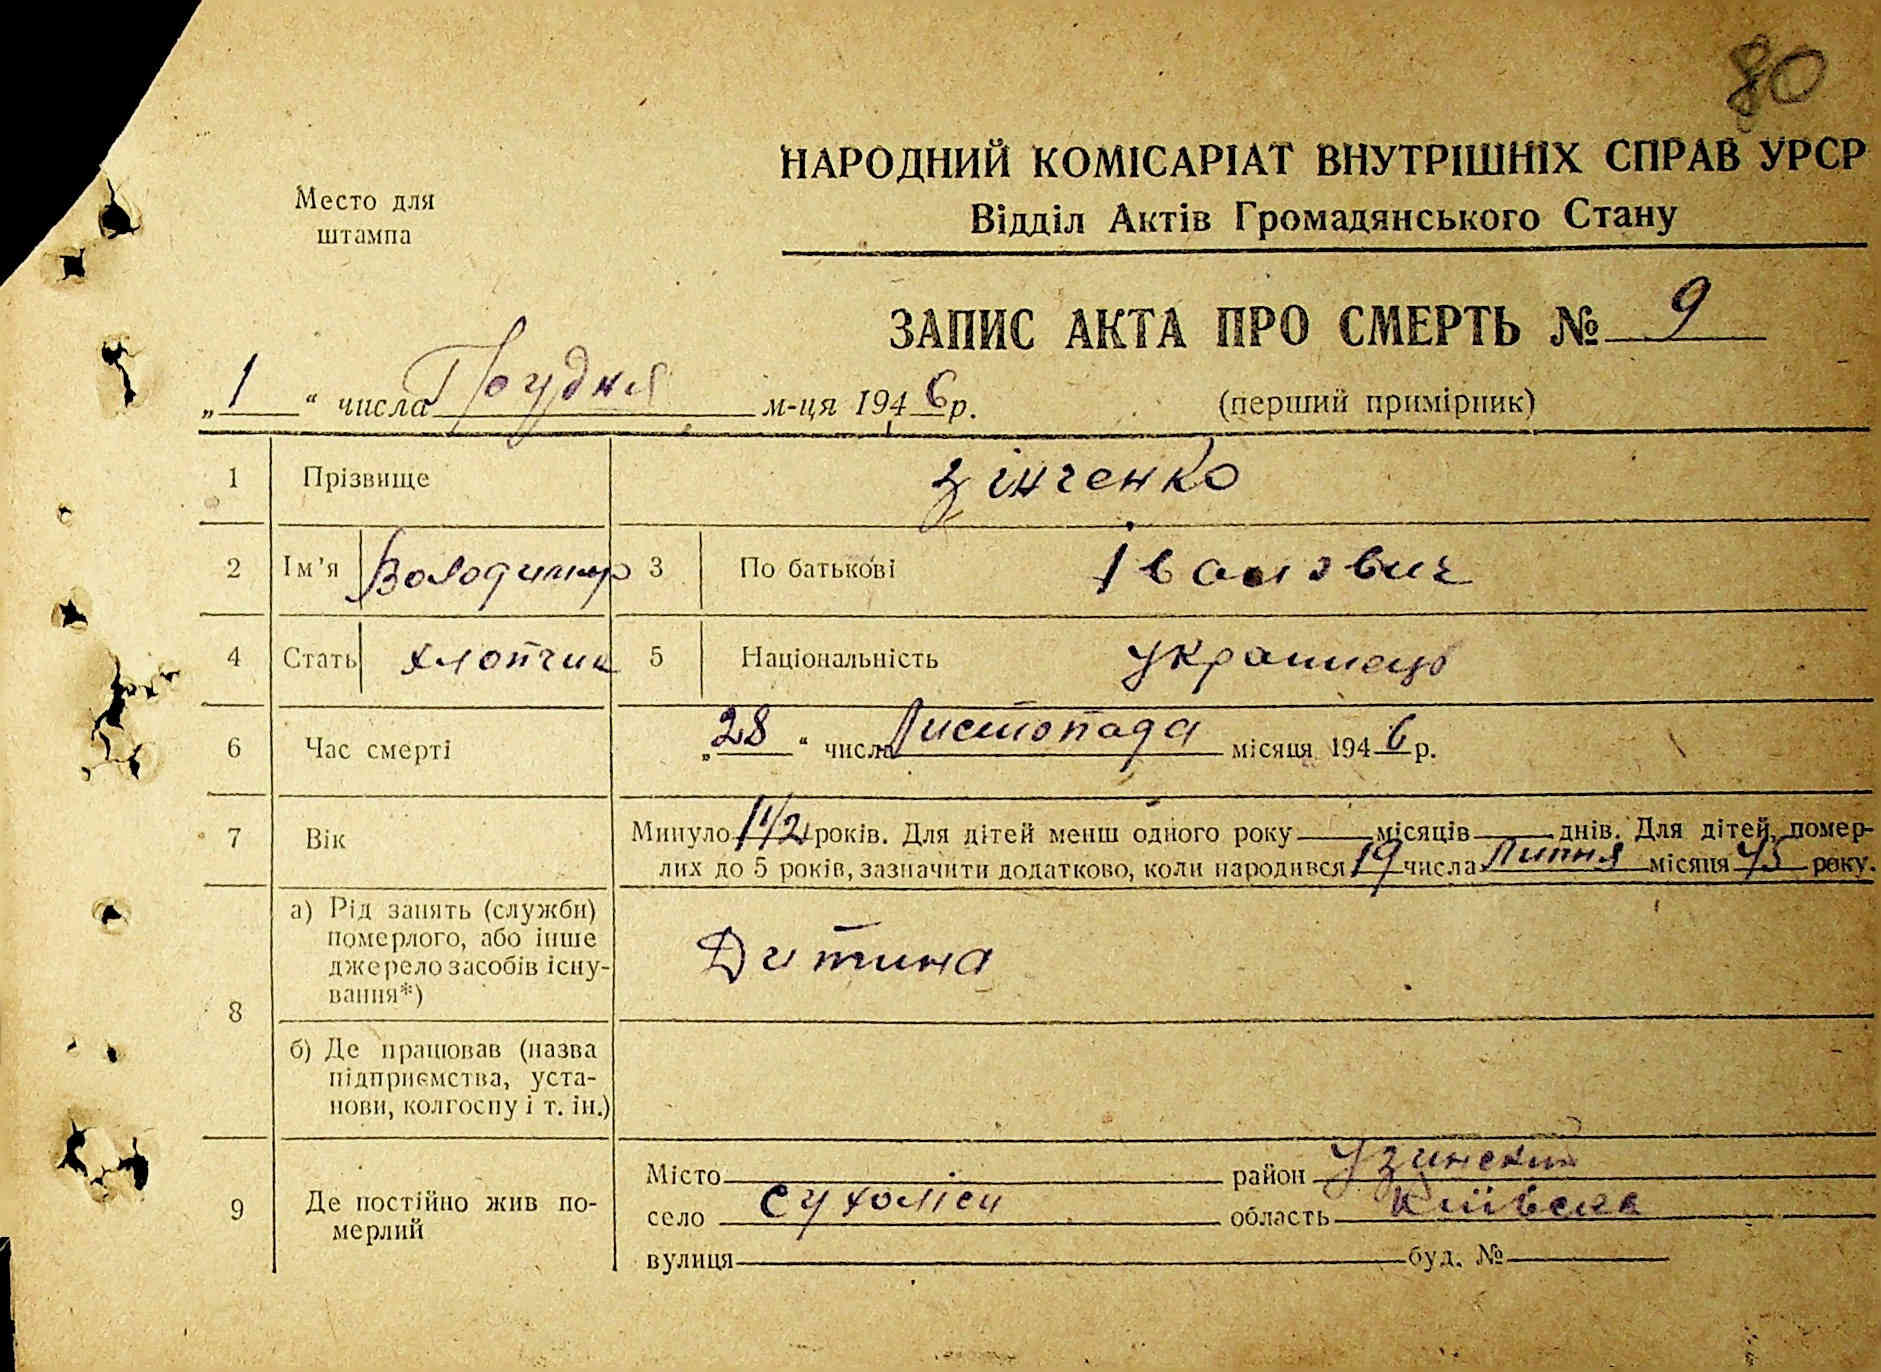 80
НАРОДНИЙ КОМІСАРІАТ ВНУТРІШНІХ СПРАВ УРСР
Место для штампа
Відділ Актів Громадянського Стану
ЗАПИС АКТА ПРО СМЕРТЬ № 9
„1“ числа Грудня м-ця 1946 р. (перший примірник)
1 Прізвище Зінченко
2 Ім'я Володимир 3 По батькові Іванович
4 Стать хлопчик 5 Національність українець
6 Час смерті „28“ числа Листопада місяця 1946 р.
7 Вік Минуло 1 1/2 років. Для дітей менш одного року місяців днів. Для дітей, помер-
лих до 5 років, зазначити додатково, коли народився 19 числа Липня місяця 45 року.
8 а) Рід занять (служби)
померлого, або інше
джерело засобів існу-
вання*)
Дитина
б) Де працював (назва
підприємства, уста-
нови, колгоспу і т. ін.)
9 Де постійно жив по-
мерлий
Місто район Узинский
село Сухоліси область Київська
вулиця буд. №